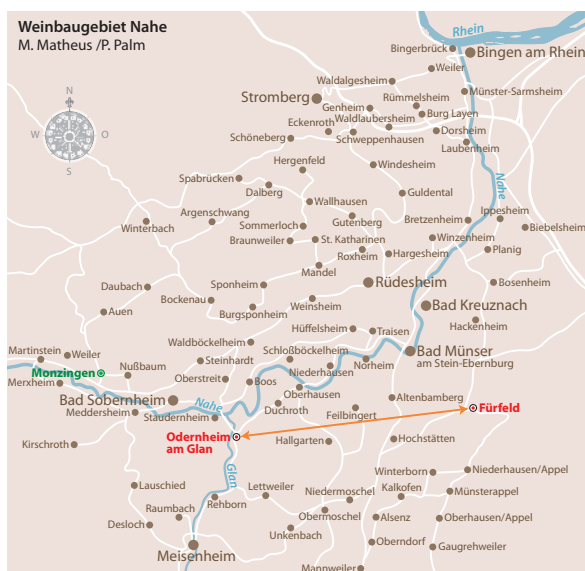 Weinbaugebiet Nahe
M. Matheus /P. Palm
N
W
O
S
Rhein
Bingerbrück
Bingen am Rhein
Weiler
Waldalgesheim
Stromberg
Rümmelsheim
Münster-Sarmsheim
Genheim
Burg Layen
Eckenroth
Waldlaubersheim
Dorsheim
Schöneberg
Schweppenhausen
Laubenheim
Hergenfeld
Windesheim
Nahe
Spabrücken
Dalberg
Guldental
Wallhausen
Argenschwang
Gutenberg
Bretzenheim
Ippesheim
Winterbach
Sommerloch
Biebelsheim
Braunweiler
St. Katharinen
Winzenheim
Roxheim
Hargesheim
Planig
Mandel
Daubach
Sponheim
Rüdesheim
Bosenheim
Bockenau
Weinsheim
Bad Kreuznach
Auen
Burgsponheim
Hackenheim
Hüffelsheim
Traisen
Waldböckelheim
Martinstein
Weiler
Schloßböckelheim
Bad Münser
am Stein-Ebernburg
Steinhardt
Norheim
Nußbaum
Niederhausen
Monzingen
Oberstreit
Boos
Merxheim
Oberhausen
Bad Sobernheim
Nahe
Altenbamberg
Meddersheim
Duchroth
Feilbingert
Fürfeld
Staudernheim
Odernheim
am Glan
Kirschroth
Hallgarten
Hochstätten
Glan
Winterborn
Niederhausen/Appel
Lauschied
Lettweiler
Niedermoschel
Kalkofen
Münsterappel
Raumbach
Rehborn
Obermoschel
Desloch
Alsenz
Oberhausen/Appel
Unkenbach
Meisenheim
Oberndorf
Gaugrehweiler
Mannweiler